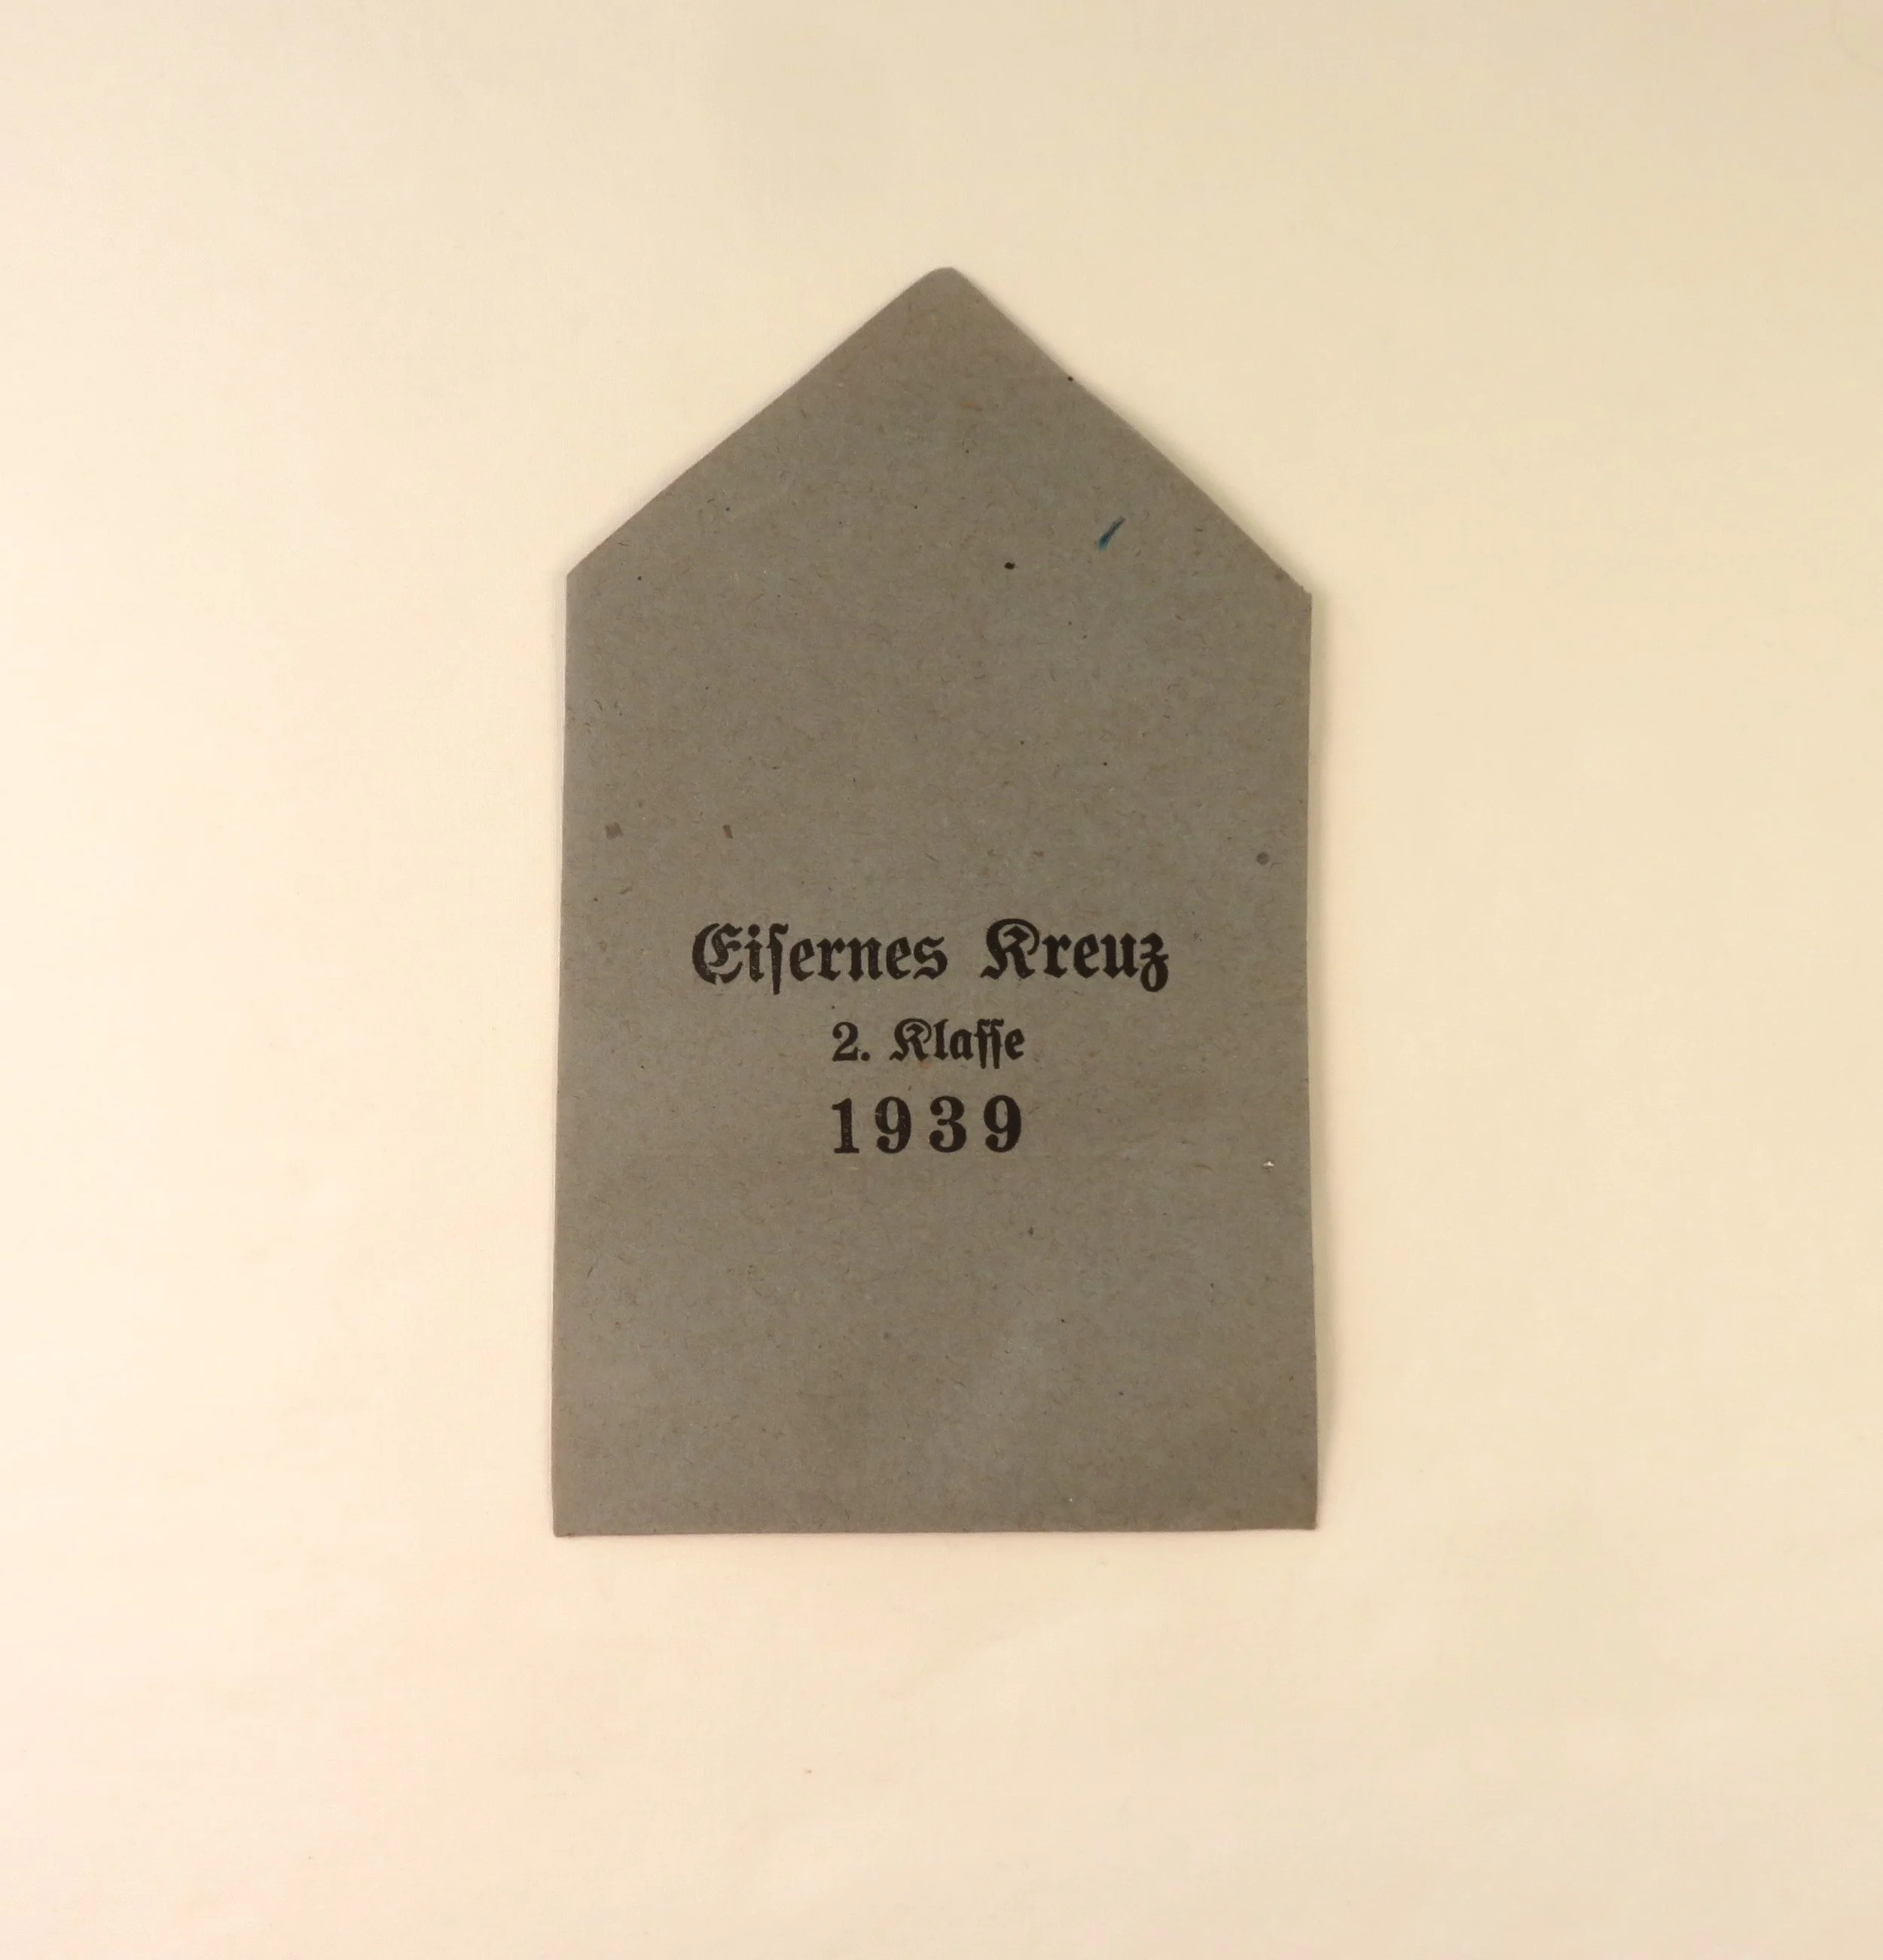 Eiſernes Kreuz
2. Klaſſe
1939